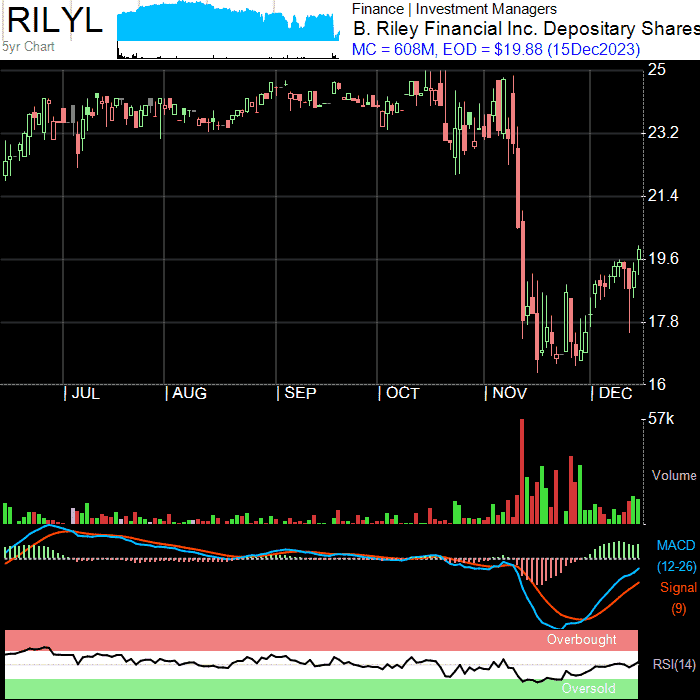 RILYL
5yr Chart
Finance | Investment Managers
B. Riley Financial Inc. Depositary Shares
MC = 608M, EOD = $19.88 (15Dec2023)
25
23.2
21.4
19.6
17.8
16
| JUL | AUG | SEP | OCT | NOV | DEC
57k
Volume
MACD
(12-26)
Signal
(9)
Overbought
RSI(14)
Oversold